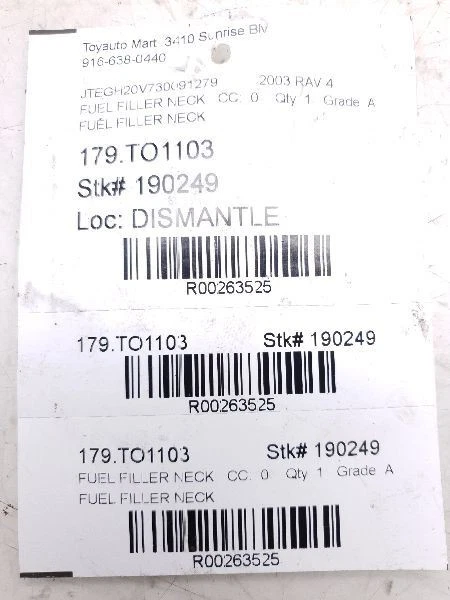 Toyauto Mart 3410 Sunrise Blv
916-638-0440
JTEGH20V730091279 2003 RAV 4
FUEL FILLER NECK CC: 0 Qty 1 Grade A
FUEL FILLER NECK
179.TO1103
Stk# 190249
Loc: DISMANTLE
R00263525
179.TO1103 Stk# 190249
R00263525
179.TO1103 Stk# 190249
FUEL FILLER NECK CC: 0 Qty 1 Grade A
FUEL FILLER NECK
R00263525